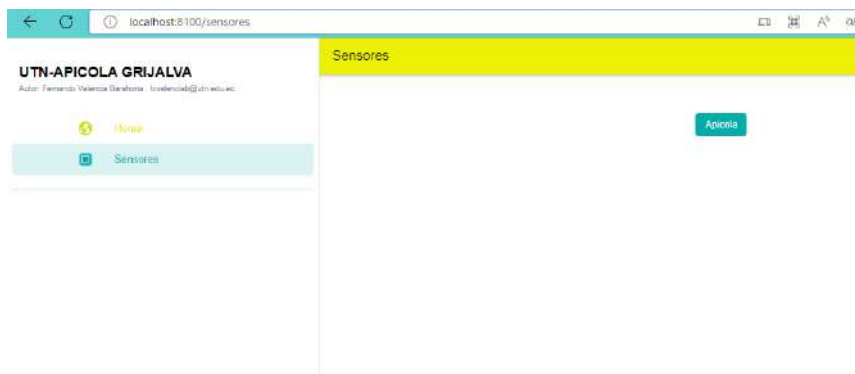 localhost:8100/sensores
Sensores
UTN-APICOLA GRIJALVA
Autor: Fernando Valencia Barahona
Home
Apicola
Sensores